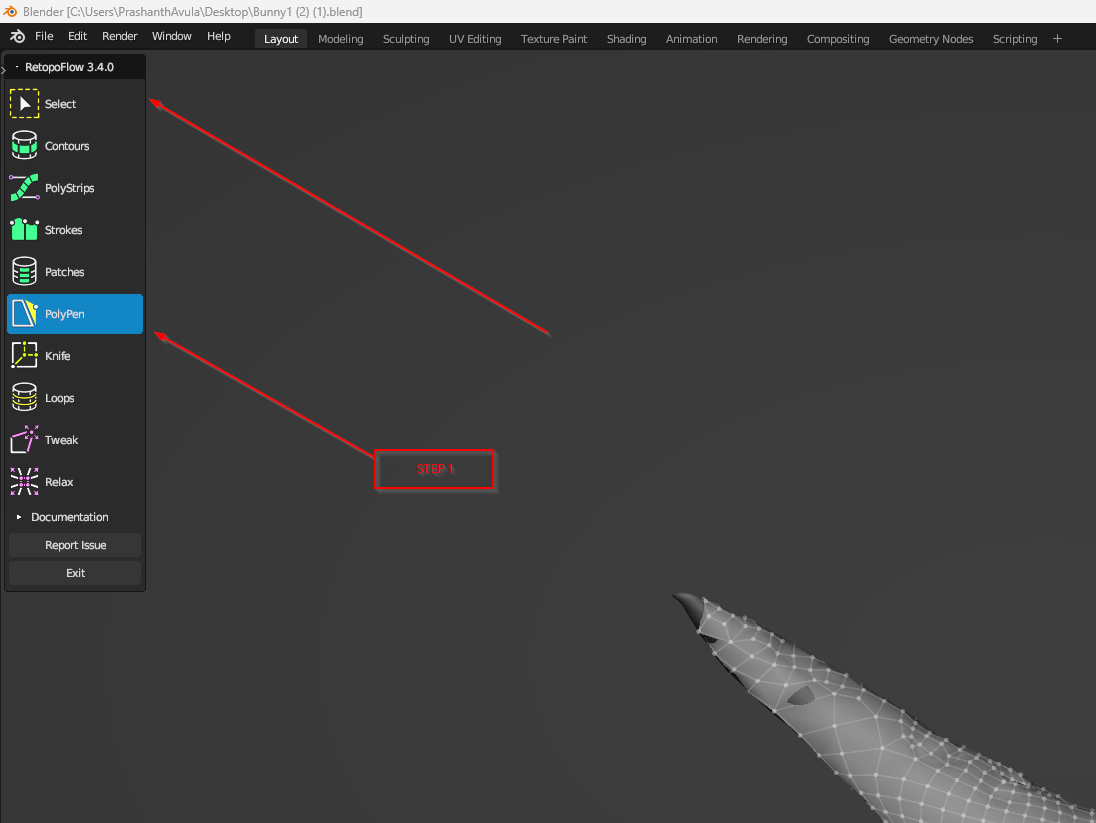 Blender [C:\Users\PrashanthAvula\Desktop\Bunny1 (2) (1).blend]
File Edit Render Window Help Layout Modeling Sculpting UV Editing Texture Paint Shading Animation Rendering Compositing Geometry Nodes Scripting +
RetopoFlow 3.4.0
Select
Contours
PolyStrips
Strokes
Patches
PolyPen
Knife
Loops
Tweak
Relax
Documentation
Report Issue
Exit
STEP 1